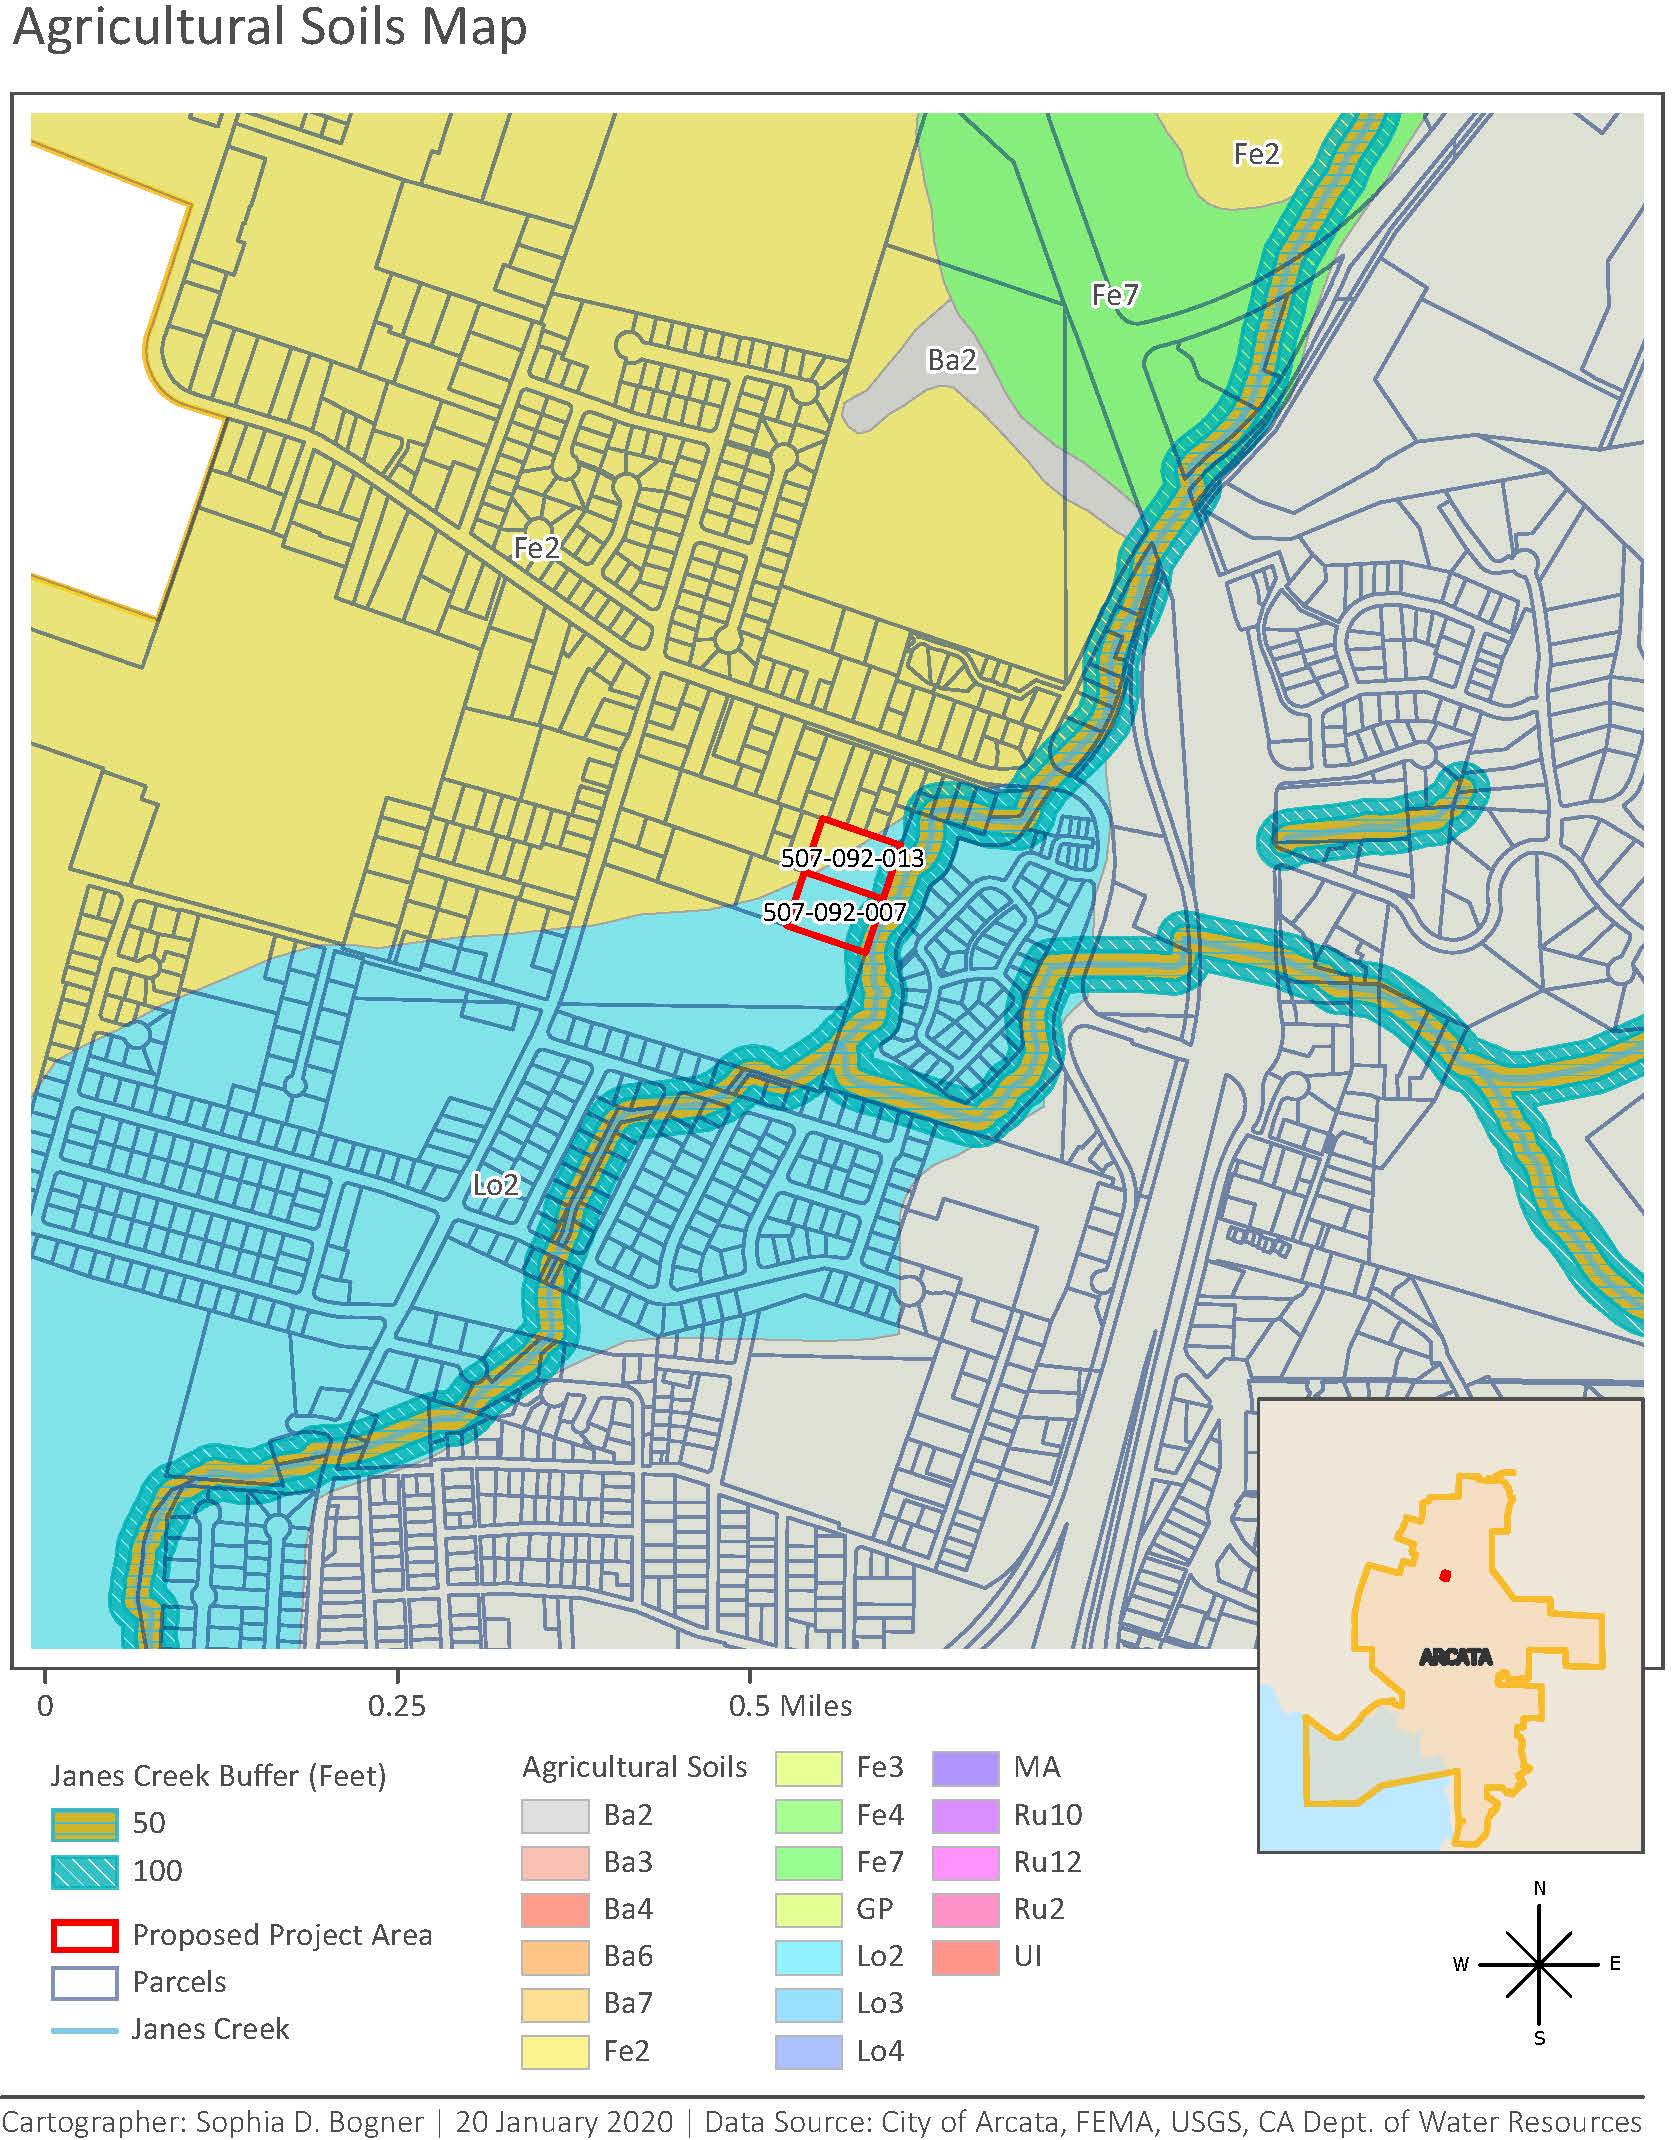 Agricultural Soils Map
Fe2
Fe7
Ba2
Fe2
507-092-013
507-092-007
Lo2
ARCATA
0 0.25 0.5 Miles
Janes Creek Buffer (Feet)
50
100
Proposed Project Area
Parcels
Janes Creek
Agricultural Soils
Ba2
Ba3
Ba4
Ba6
Ba7
Fe2
Fe3
Fe4
Fe7
GP
Lo2
Lo3
Lo4
MA
Ru10
Ru12
Ru2
UI
N
W E
S
Cartographer: Sophia D. Bogner | 20 January 2020 | Data Source: City of Arcata, FEMA, USGS, CA Dept. of Water Resources